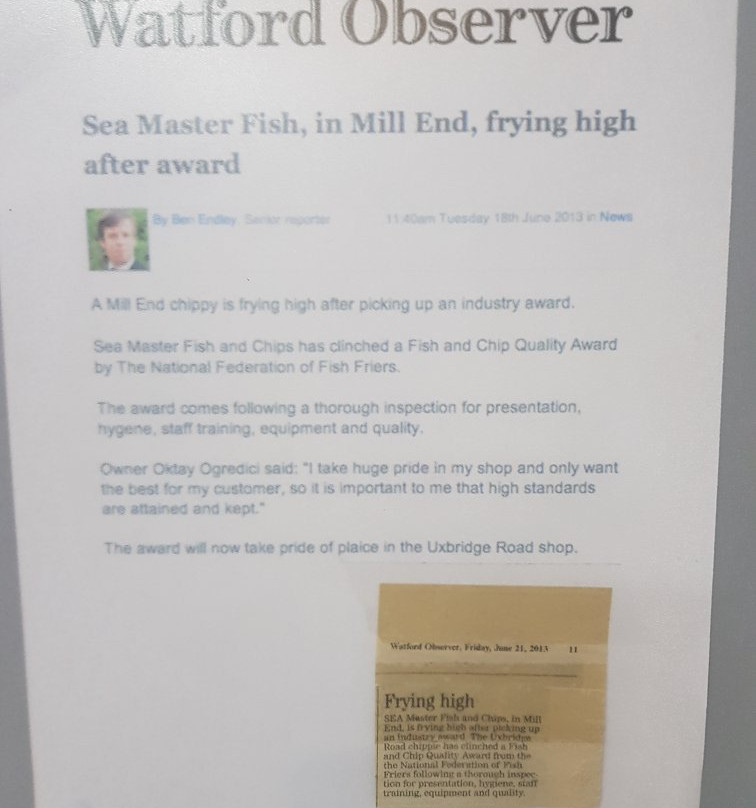 Watford Observer
Sea Master Fish, in Mill End, frying high
after award
By Ben Endley, Senior reporter 11:40am Tuesday 18th June 2013 in News
A Mill End chippy is frying high after picking up an industry award.
Sea Master Fish and Chips has clinched a Fish and Chip Quality Award
by The National Federation of Fish Friers.
The award comes following a thorough inspection for presentation,
hygene, staff training, equipment and quality.
Owner Oktay Ogredici said: "I take huge pride in my shop and only want
the best for my customer, so it is important to me that high standards
are attained and kept."
The award will now take pride of plaice in the Uxbridge Road shop.
Watford Observer, Friday, June 21, 2013 11
Frying high
SEA Master Fish and Chips, in Mill
End, is frying high after picking up
an industry award. The Uxbridge
Road chippie has clinched a Fish
and Chip Quality Award from the
the National Federation of Fish
Friers following a thorough inspec-
tion for presentation, hygiene, staff
training, equipment and quality.